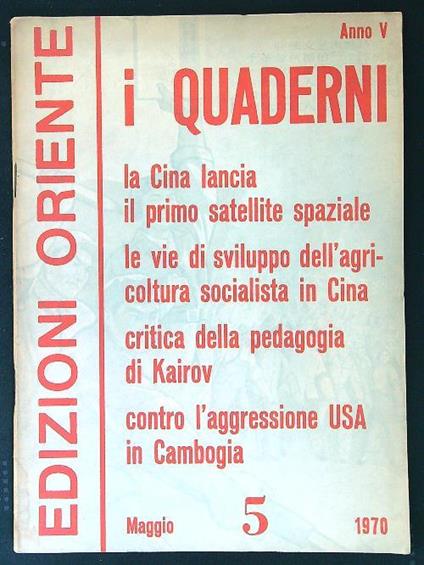 Anno V
EDIZIONI ORIENTE
i QUADERNI
la Cina lancia
il primo satellite spaziale
le vie di sviluppo dell'agri-
coltura socialista in Cina
critica della pedagogia
di Kairov
contro l'aggressione USA
in Cambogia
Maggio 5 1970